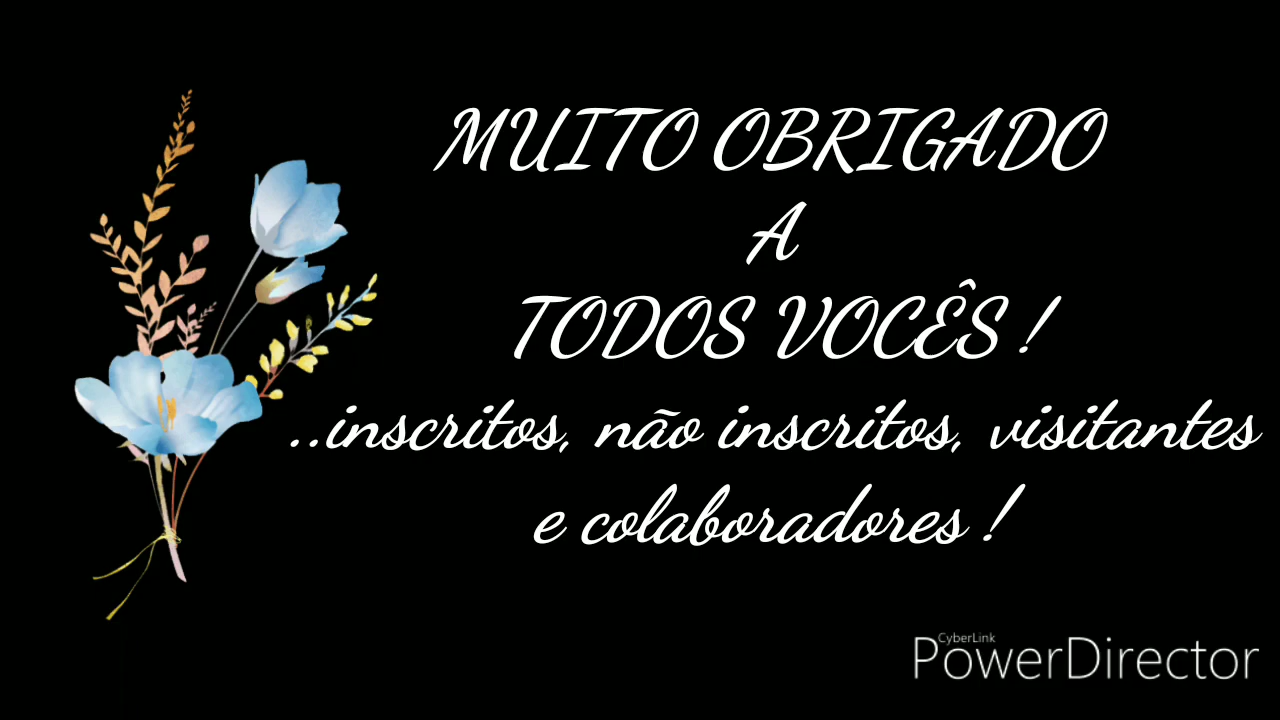 MUITO OBRIGADO
A
TODOS VOCÊS !
..inscritos, não inscritos, visitantes
e colaboradores !
CyberLink
PowerDirector